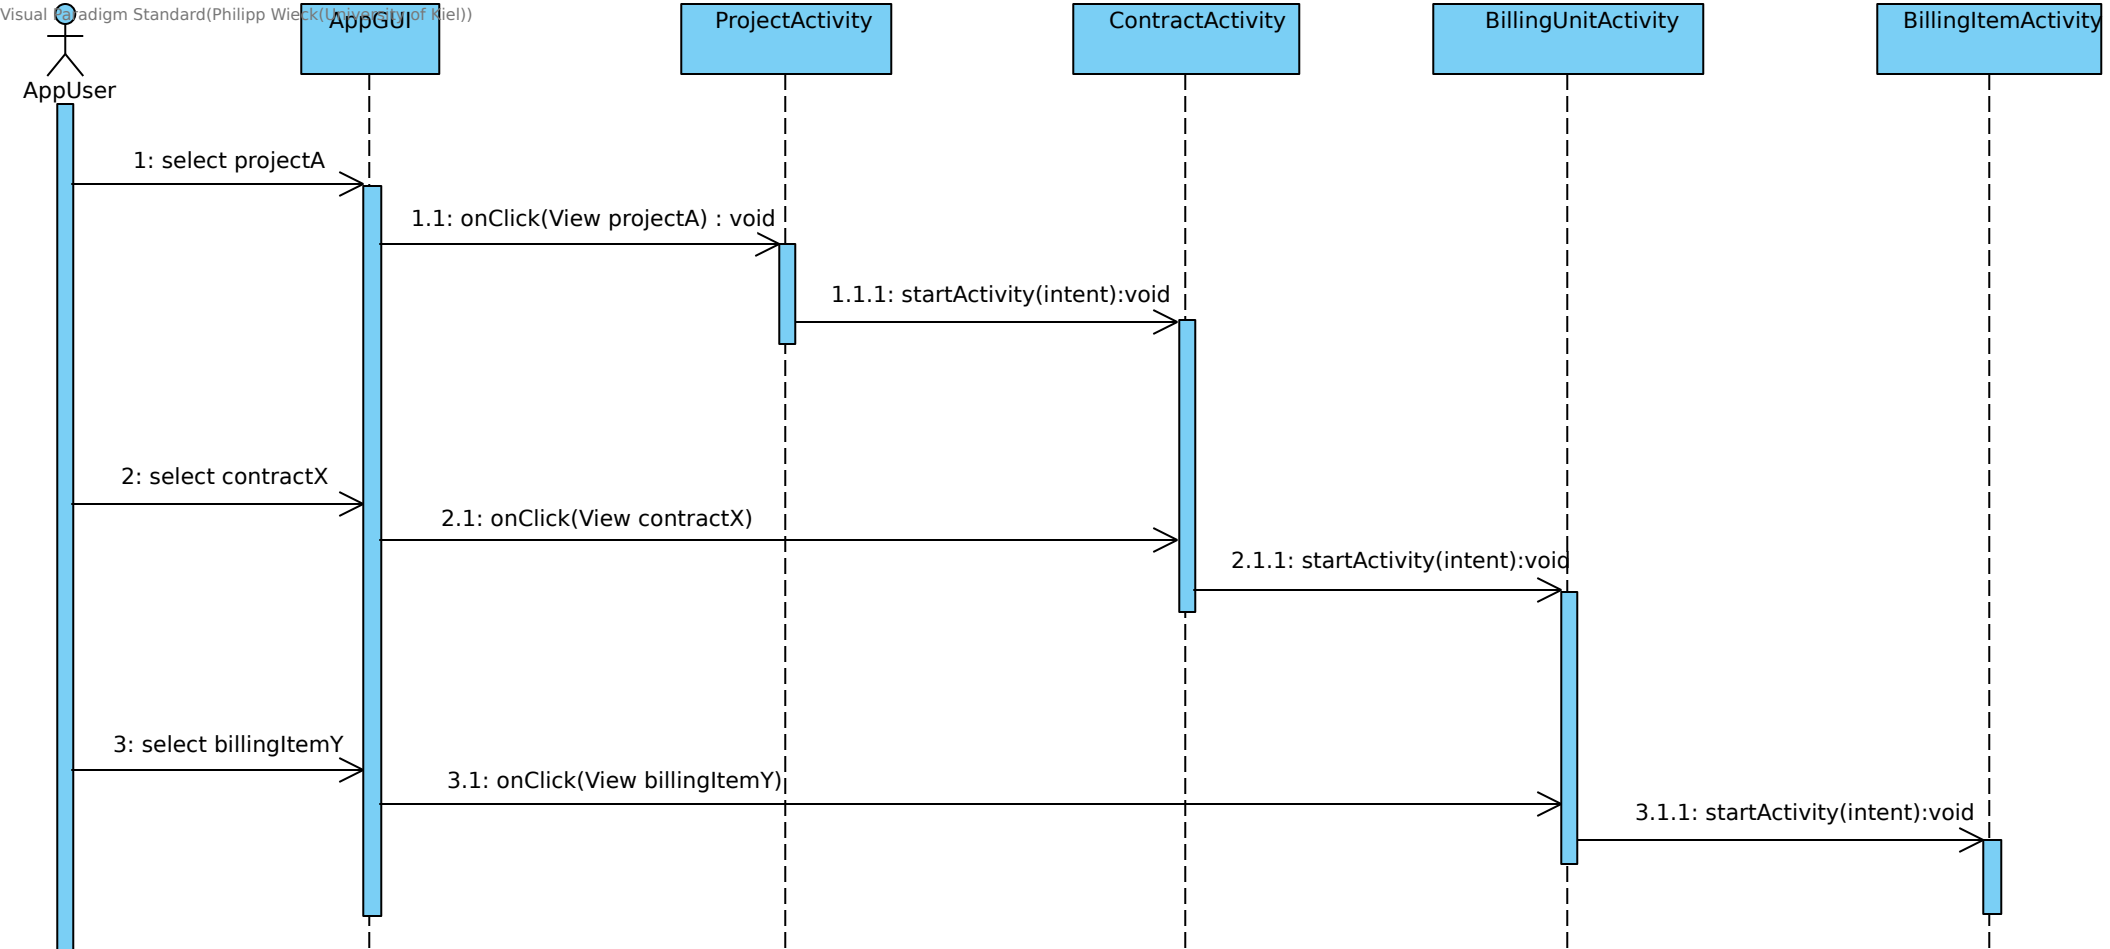 Visual Paradigm Standard(Philipp Wieck(University of Kiel))
AppGUI
ProjectActivity
ContractActivity
BillingUnitActivity
BillingItemActivity
AppUser
1: select projectA
1.1: onClick(View projectA) : void
1.1.1: startActivity(intent):void
2: select contractX
2.1: onClick(View contractX)
2.1.1: startActivity(intent):void
3: select billingItemY
3.1: onClick(View billingItemY)
3.1.1: startActivity(intent):void